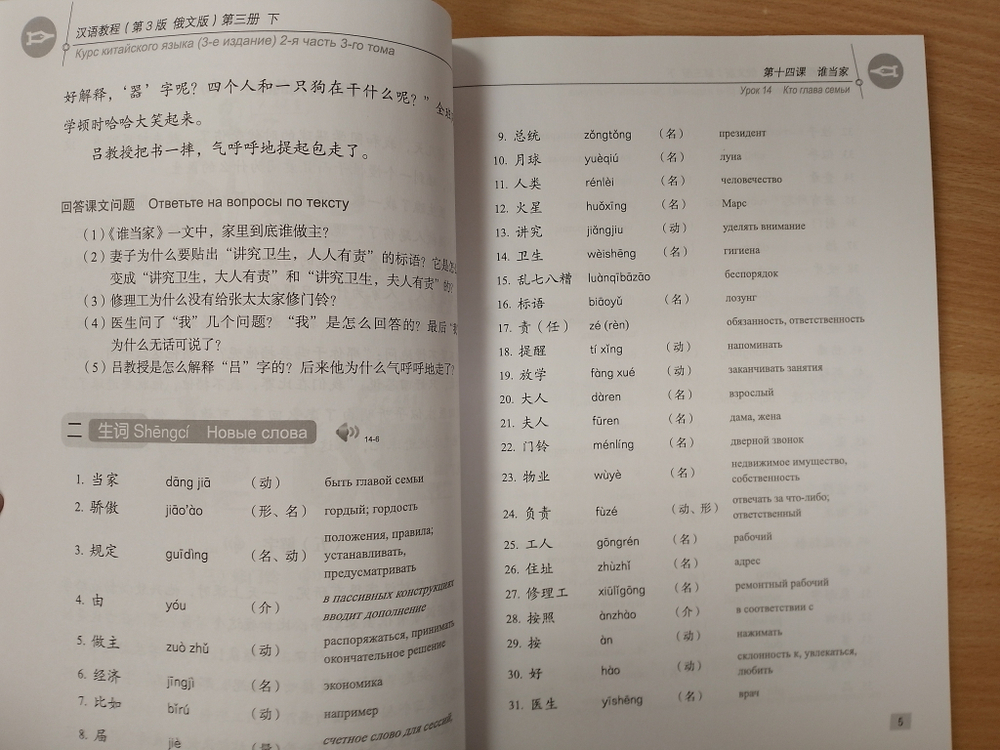 汉语教程（第3版 俄文版）第三册 下
Курс китайского языка (3-е издание) 2-я часть 3-го тома
好解释，‘器’字呢？四个人和一只狗在干什么呢？”全
学顿时哈哈大笑起来。
吕教授把书一摔，气呼呼地提起包走了。
回答课文问题 Ответьте на вопросы по тексту
（1）《谁当家》一文中，家里到底谁做主？
（2）妻子为什么要贴出“讲究卫生，人人有责”的标语？它是怎
变成“讲究卫生，大人有责”和“讲究卫生，夫人有责”的？
（3）修理工为什么没有给张太太家修门铃？
（4）医生问了“我”几个问题？“我”是怎么回答的？最后“我
为什么无话可说了？
（5）吕教授是怎么解释“吕”字的？后来他为什么气呼呼地走了？
二 生词 Shēngcí Новые слова 14-6
1. 当家 dāng jiā （动） быть главой семьи
2. 骄傲 jiāo'ào （形、名） гордый; гордость
3. 规定 guīdìng （名、动） положения, правила; устанавливать, предусматривать
4. 由 yóu （介） в пассивных конструкциях вводит дополнение
5. 做主 zuò zhǔ （动） распоряжаться, принимать окончательное решение
6. 经济 jīngjì （名） экономика
7. 比如 bǐrú （动） например
8. 届 jiè （量） счетное слово для сессий,
第十四课 谁当家
Урок 14 Кто глава семьи
9. 总统 zǒngtǒng （名） президент
10. 月球 yuèqiú （名） луна
11. 人类 rénlèi （名） человечество
12. 火星 huǒxīng （名） Марс
13. 讲究 jiǎngjiu （动） уделять внимание
14. 卫生 wèishēng （名） гигиена
15. 乱七八糟 luànqībāzāo беспорядок
16. 标语 biāoyǔ （名） лозунг
17. 责（任） zé (rèn) обязанность, ответственность
18. 提醒 tí xǐng （动） напоминать
19. 放学 fàng xué （动） заканчивать занятия
20. 大人 dàren （名） взрослый
21. 夫人 fūren （名） дама, жена
22. 门铃 ménlíng （名） дверной звонок
23. 物业 wùyè （名） недвижимое имущество, собственность
24. 负责 fùzé （动、形） отвечать за что-либо; ответственный
25. 工人 gōngrén （名） рабочий
26. 住址 zhùzhǐ （名） адрес
27. 修理工 xiūlǐgōng （名） ремонтный рабочий
28. 按照 ànzhào （介） в соответствии с
29. 按 àn （动） нажимать
30. 好 hào （动） склонность к, увлекаться, любить
31. 医生 yīshēng （名） врач
5